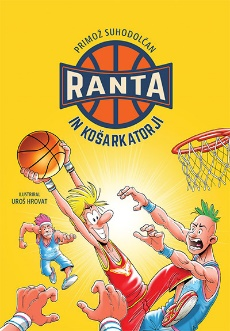 PRIMOŽ SUHODOLČAN
RANTA
IN KOŠARKATORJI
ILUSTRIRAL
UROŠ HROVAT